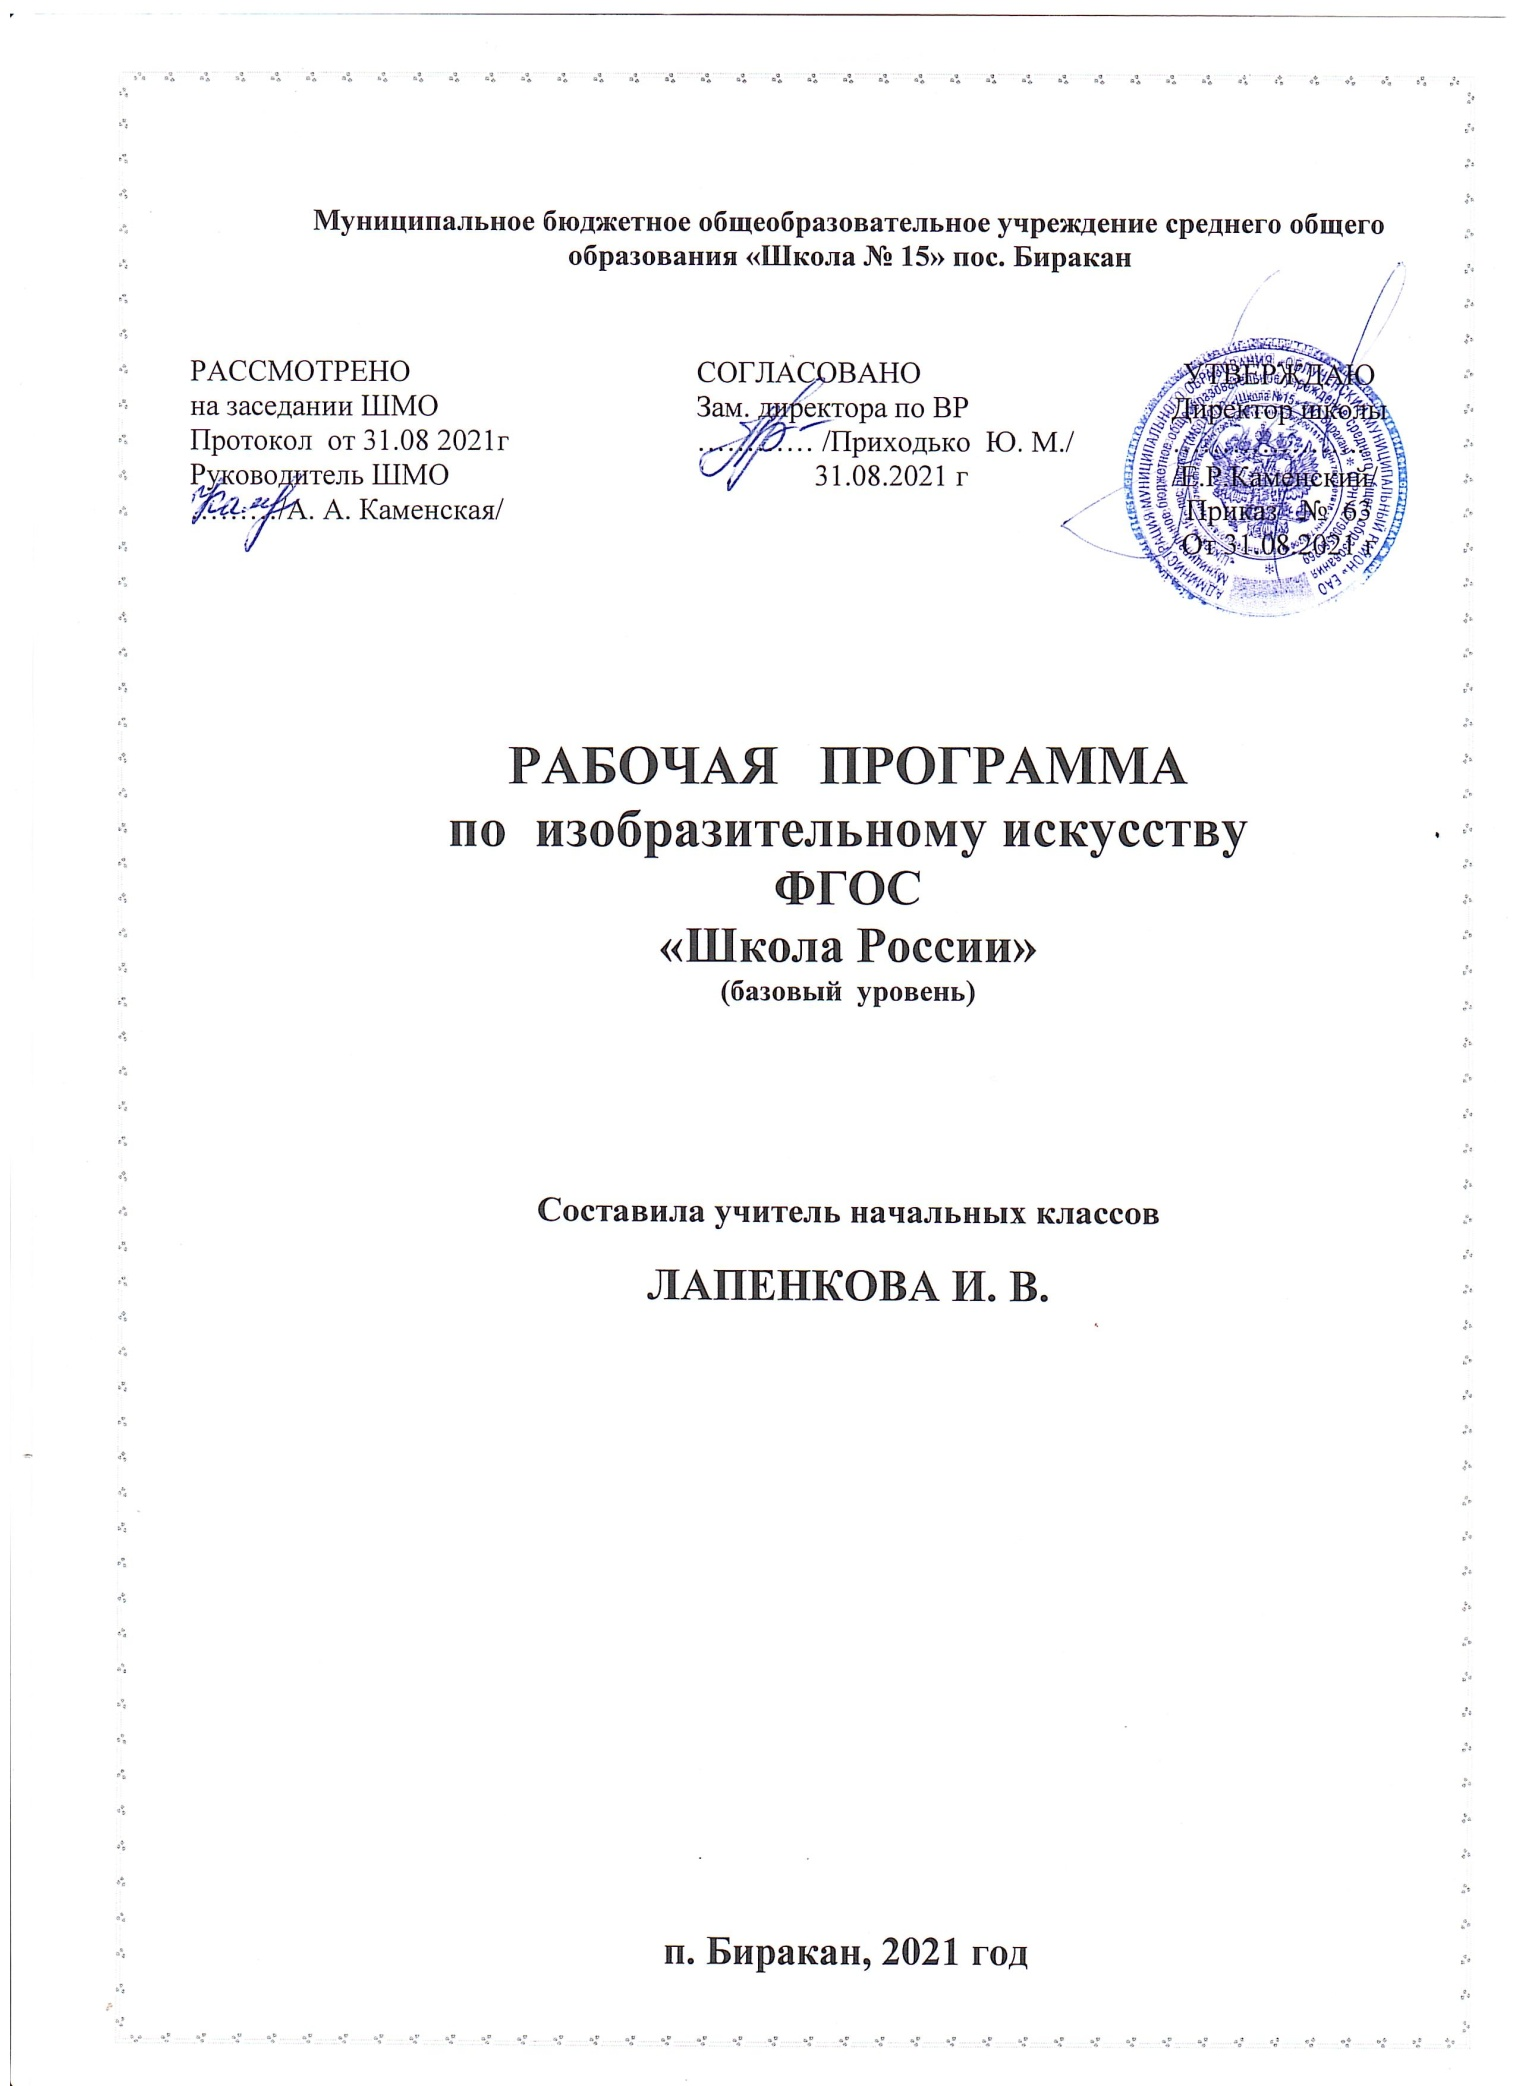 Муниципальное бюджетное общеобразовательное учреждение среднего общего
образования «Школа № 15» пос. Биракан
РАССМОТРЕНО
на заседании ШМО
Протокол от 31.08 2021г
Руководитель ШМО
........../А. А. Каменская/
СОГЛАСОВАНО
Зам. директора по ВР
............ /Приходько Ю. М./
31.08.2021 г
УТВЕРЖДАЮ
Директор школы
/Е.Р.Каменский/
Приказ № 63
От 31.08.2021 г
РАБОЧАЯ ПРОГРАММА
по изобразительному искусству
ФГОС
«Школа России»
(базовый уровень)
Составила учитель начальных классов
ЛАПЕНКОВА И. В.
п. Биракан, 2021 год